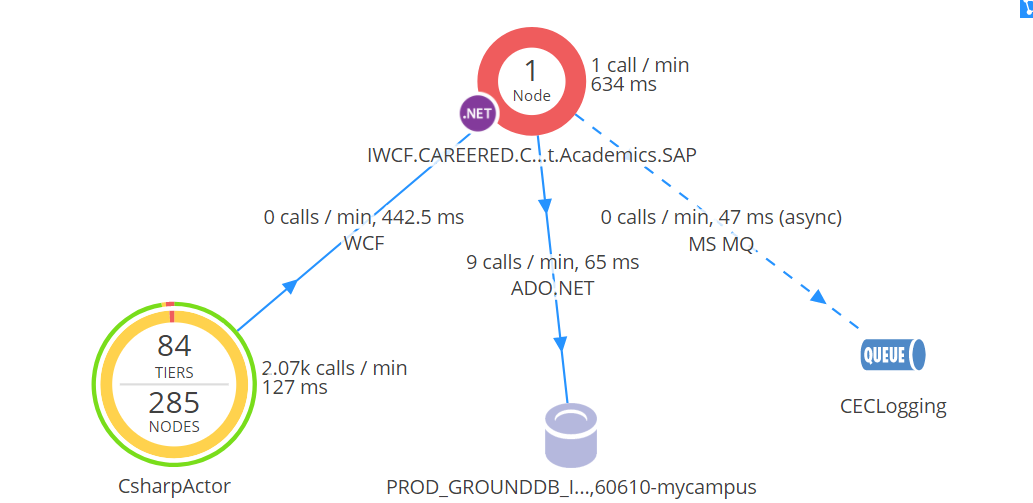 1
Node
1 call / min
634 ms
.NET
IWCF.CAREERED.C...t.Academics.SAP
0 calls / min, 442.5 ms
WCF
0 calls / min, 47 ms (async)
MS MQ
9 calls / min, 65 ms
ADO.NET
84
TIERS
285
NODES
2.07k calls / min
127 ms
QUEUE
CECLogging
CsharpActor
PROD_GROUNDDB_I...,60610-mycampus